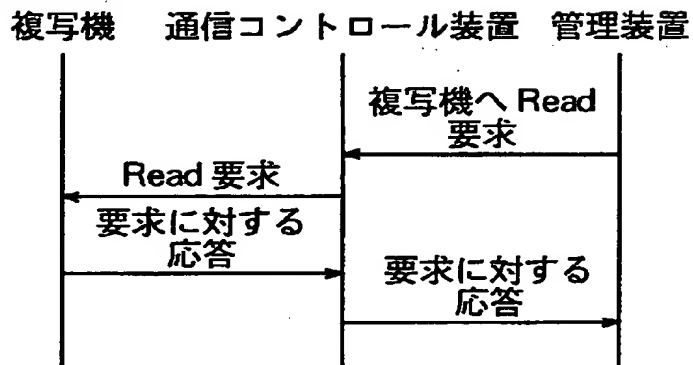 複写機 通信コントロール装置 管理装置
複写機へ Read
要求
Read 要求
要求に対する
応答
要求に対する
応答